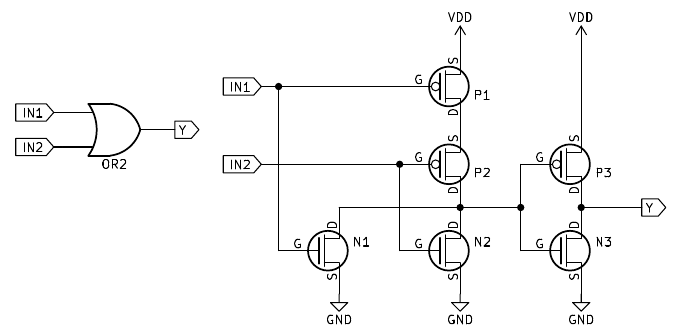 VDD VDD
S
IN1 G P1
D
IN1
S S
Y
IN2 G P2 G P3
IN2
OR2
D D
Y
D D D
G N1 G N2 G N3
S S S
GND GND GND